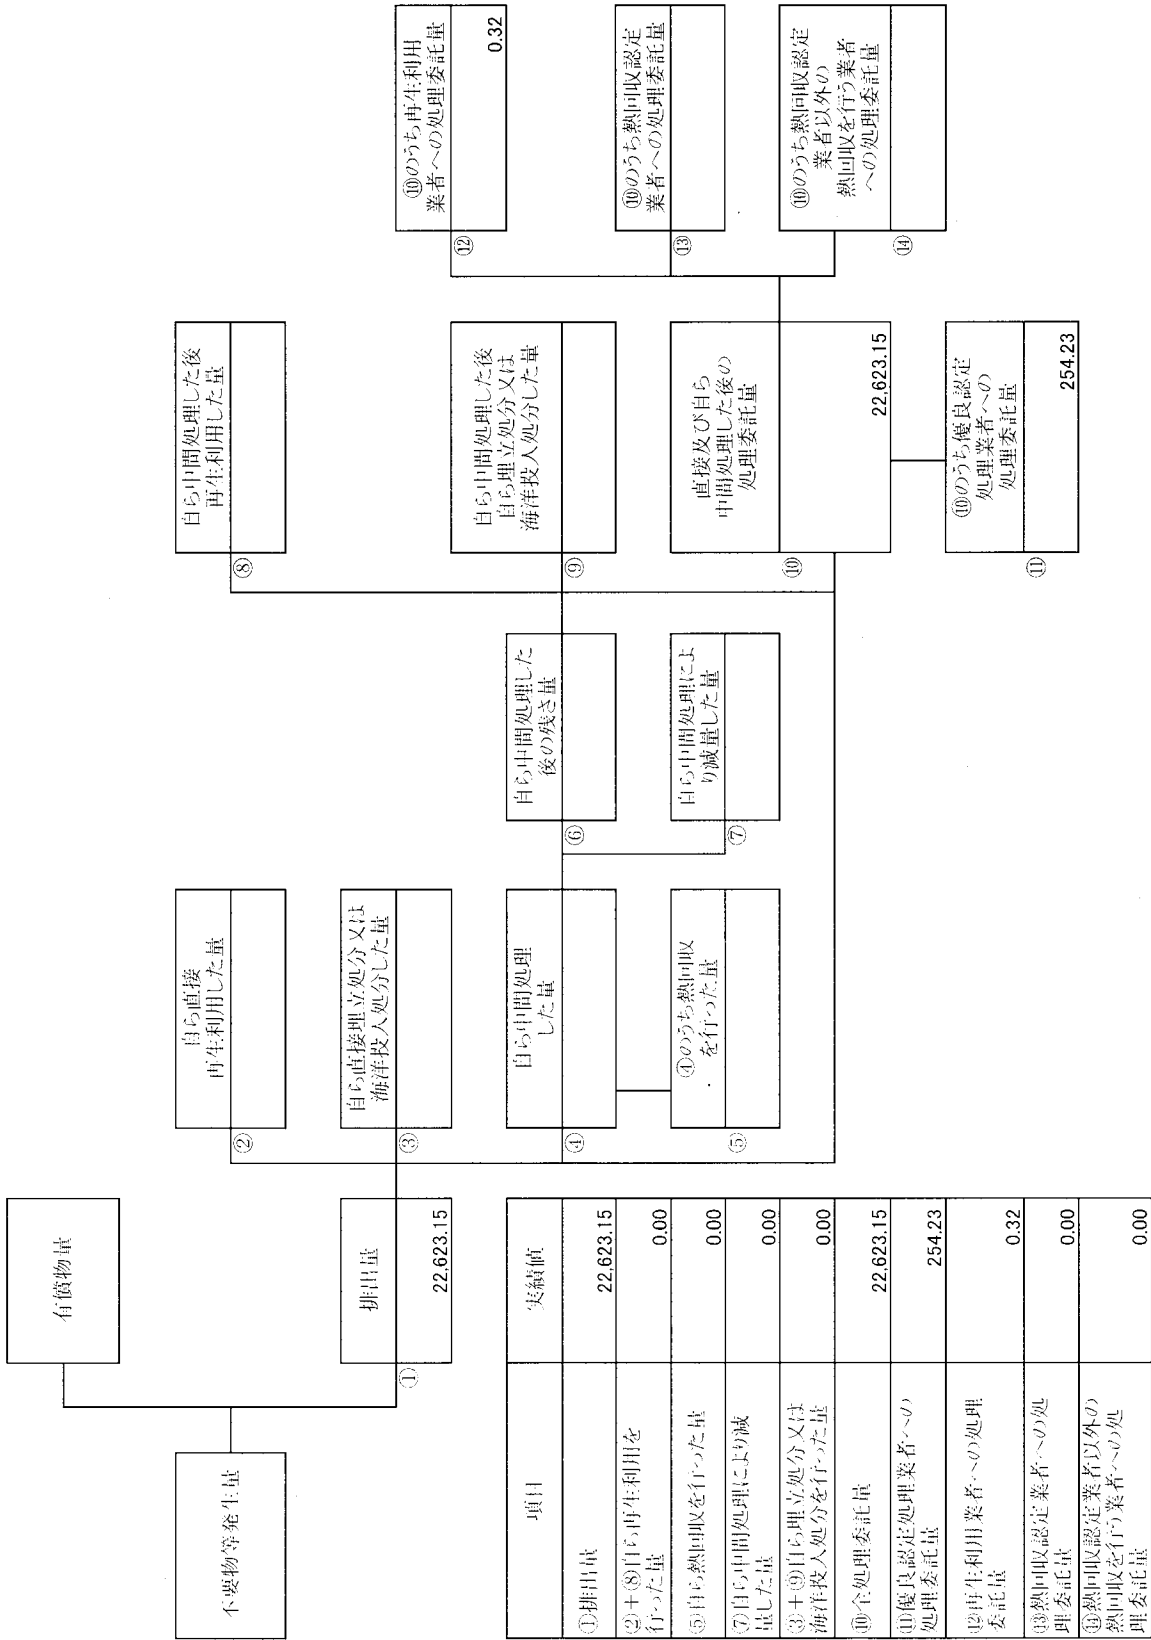 不要物等発生量
有償物量
排出量
①
22,623.15
自ら直接
再生利用した量
②
自ら直接埋立処分又は
海洋投入処分した量
③
自ら中間処理
した量
④
④のうち熱回収
を行った量
⑤
自ら中間処理した
後の残さ量
⑥
自ら中間処理によ
り減量した量
⑦
自ら中間処理した後
再生利用した量
⑧
自ら中間処理した後
自ら埋立処分又は
海洋投入処分した量
⑨
直接及び自ら
中間処理した後の
処理委託量
⑩
22,623.15
⑩のうち優良認定
処理業者への
処理委託量
⑪
254.23
⑩のうち再生利用
業者への処理委託量
⑫
0.32
⑩のうち熱回収認定
業者への処理委託量
⑬
⑩のうち熱回収認定
業者以外の
熱回収を行う業者
への処理委託量
⑭
項目
実績値
①排出量
22,623.15
②+⑧自ら再生利用を
行った量
0.00
⑤自ら熱回収を行った量
0.00
⑦自ら中間処理により減
量した量
0.00
③+⑨自ら埋立処分又は
海洋投入処分を行った量
0.00
⑩全処理委託量
22,623.15
⑪優良認定処理業者への
処理委託量
254.23
⑫再生利用業者への処理
委託量
0.32
⑬熱回収認定業者への処
理委託量
0.00
⑭熱回収認定業者以外の
熱回収を行う業者への処
理委託量
0.00